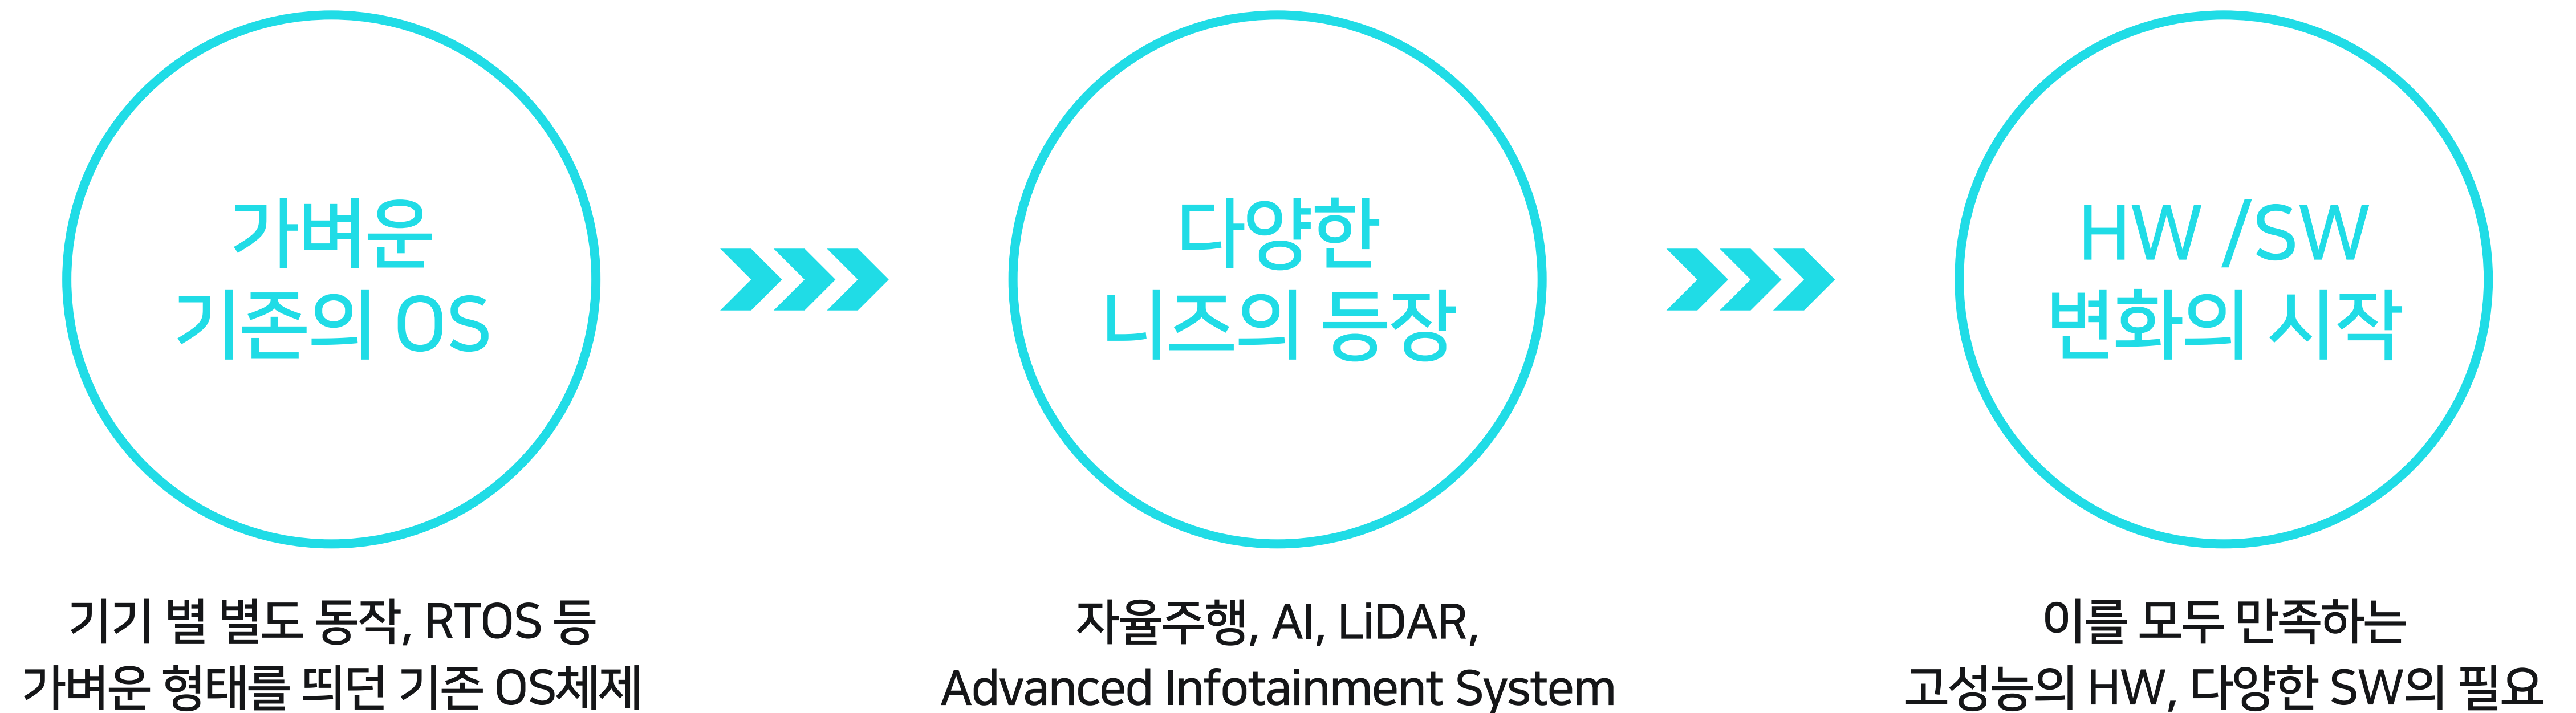 가벼운
기존의 OS
기기 별 별도 동작, RTOS 등
가벼운 형태를 띄던 기존 OS체제
다양한
니즈의 등장
자율주행, AI, LiDAR,
Advanced Infotainment System
HW /SW
변화의 시작
이를 모두 만족하는
고성능의 HW, 다양한 SW의 필요